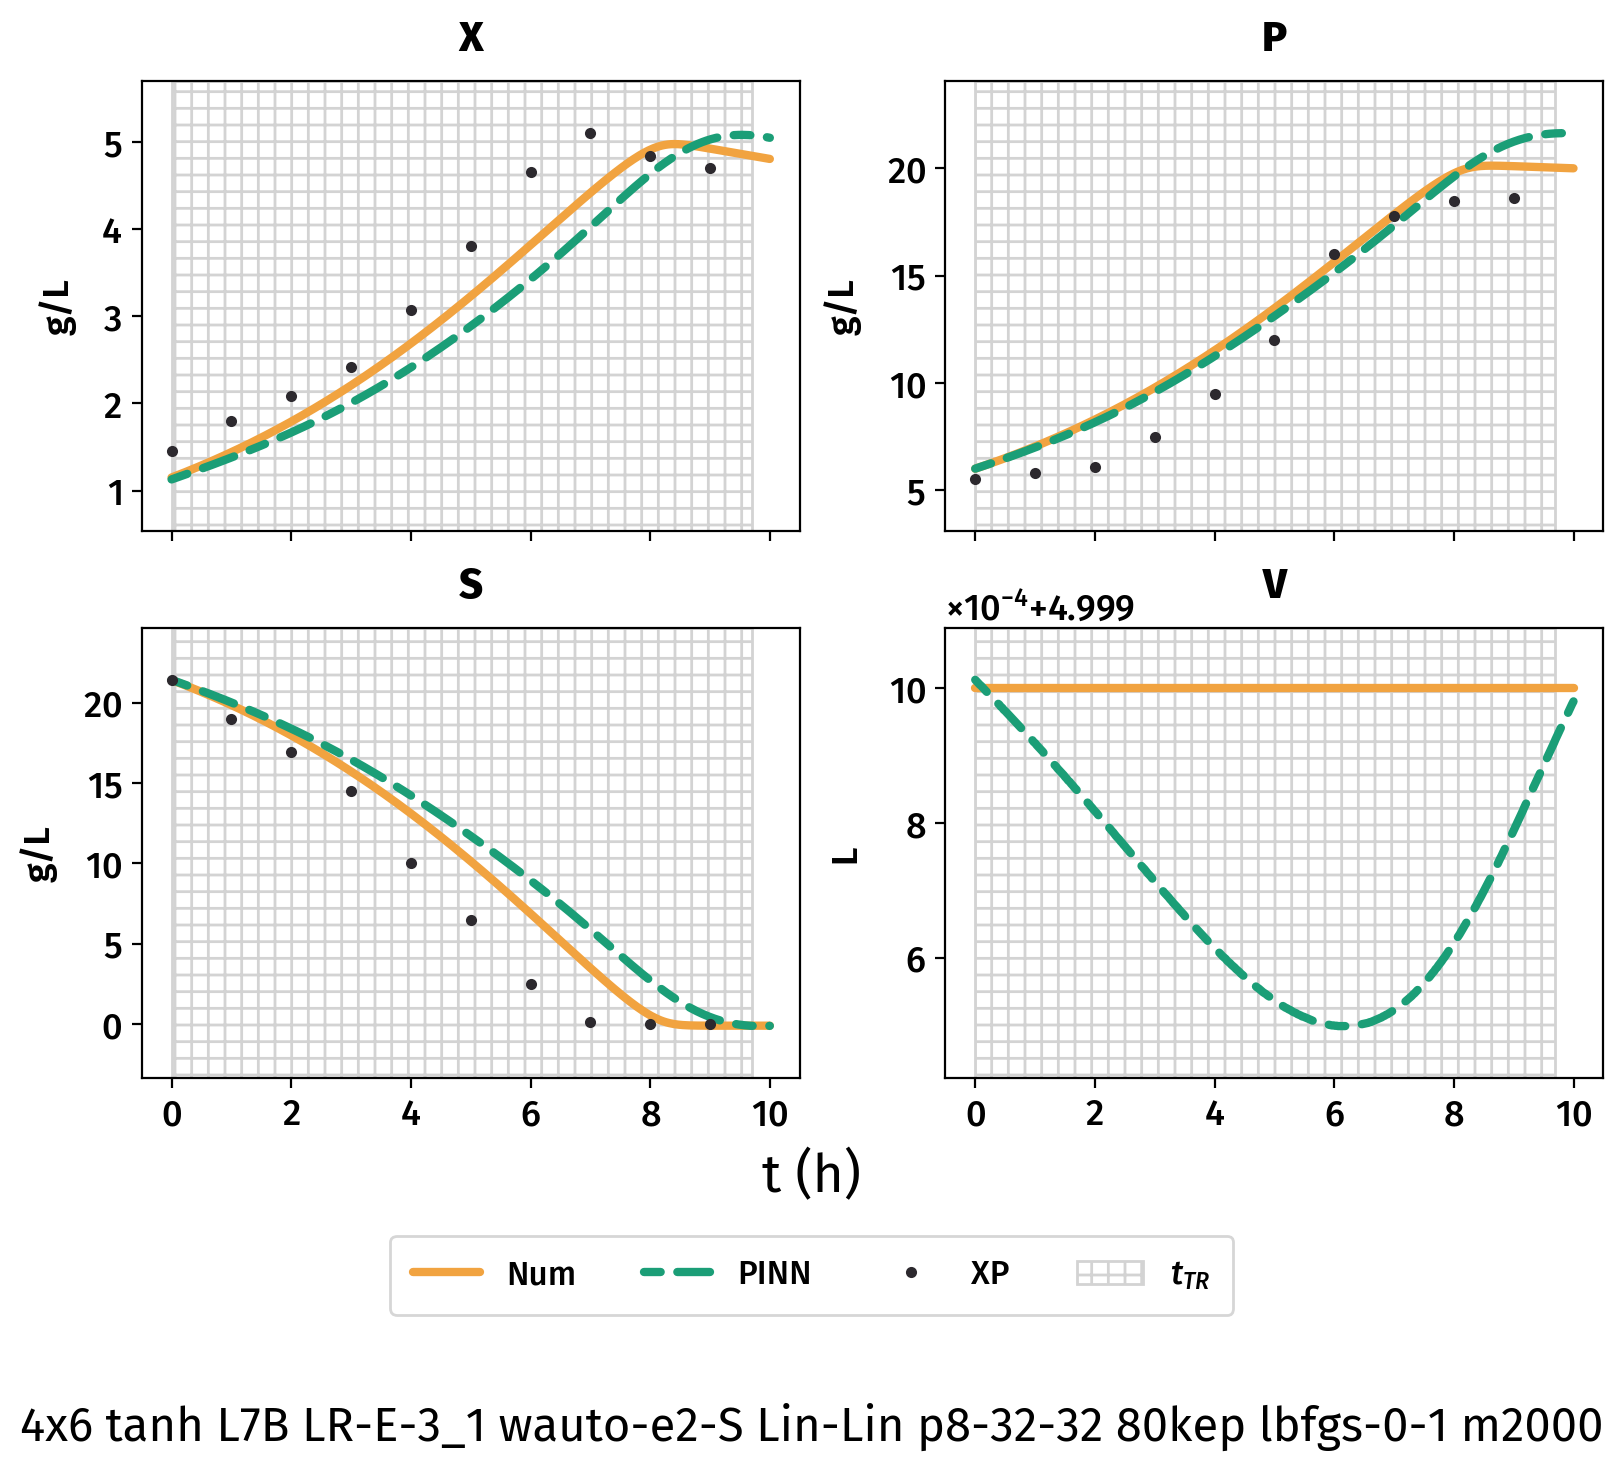 X
P
5
4
3
2
1
g/L
20
15
10
5
g/L
S
V
×10⁻⁴+4.999
20
15
10
5
0
g/L
10
8
6
L
0 2 4 6 8 10
0 2 4 6 8 10
t (h)
Num PINN XP t_TR
4x6 tanh L7B LR-E-3_1 wauto-e2-S Lin-Lin p8-32-32 80kep lbfgs-0-1 m2000